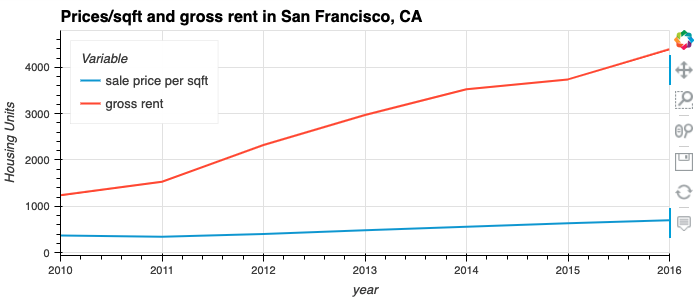 Prices/sqft and gross rent in San Francisco, CA
Variable
sale price per sqft
gross rent
Housing Units
4000
3000
2000
1000
0
2010 2011 2012 2013 2014 2015 2016
year